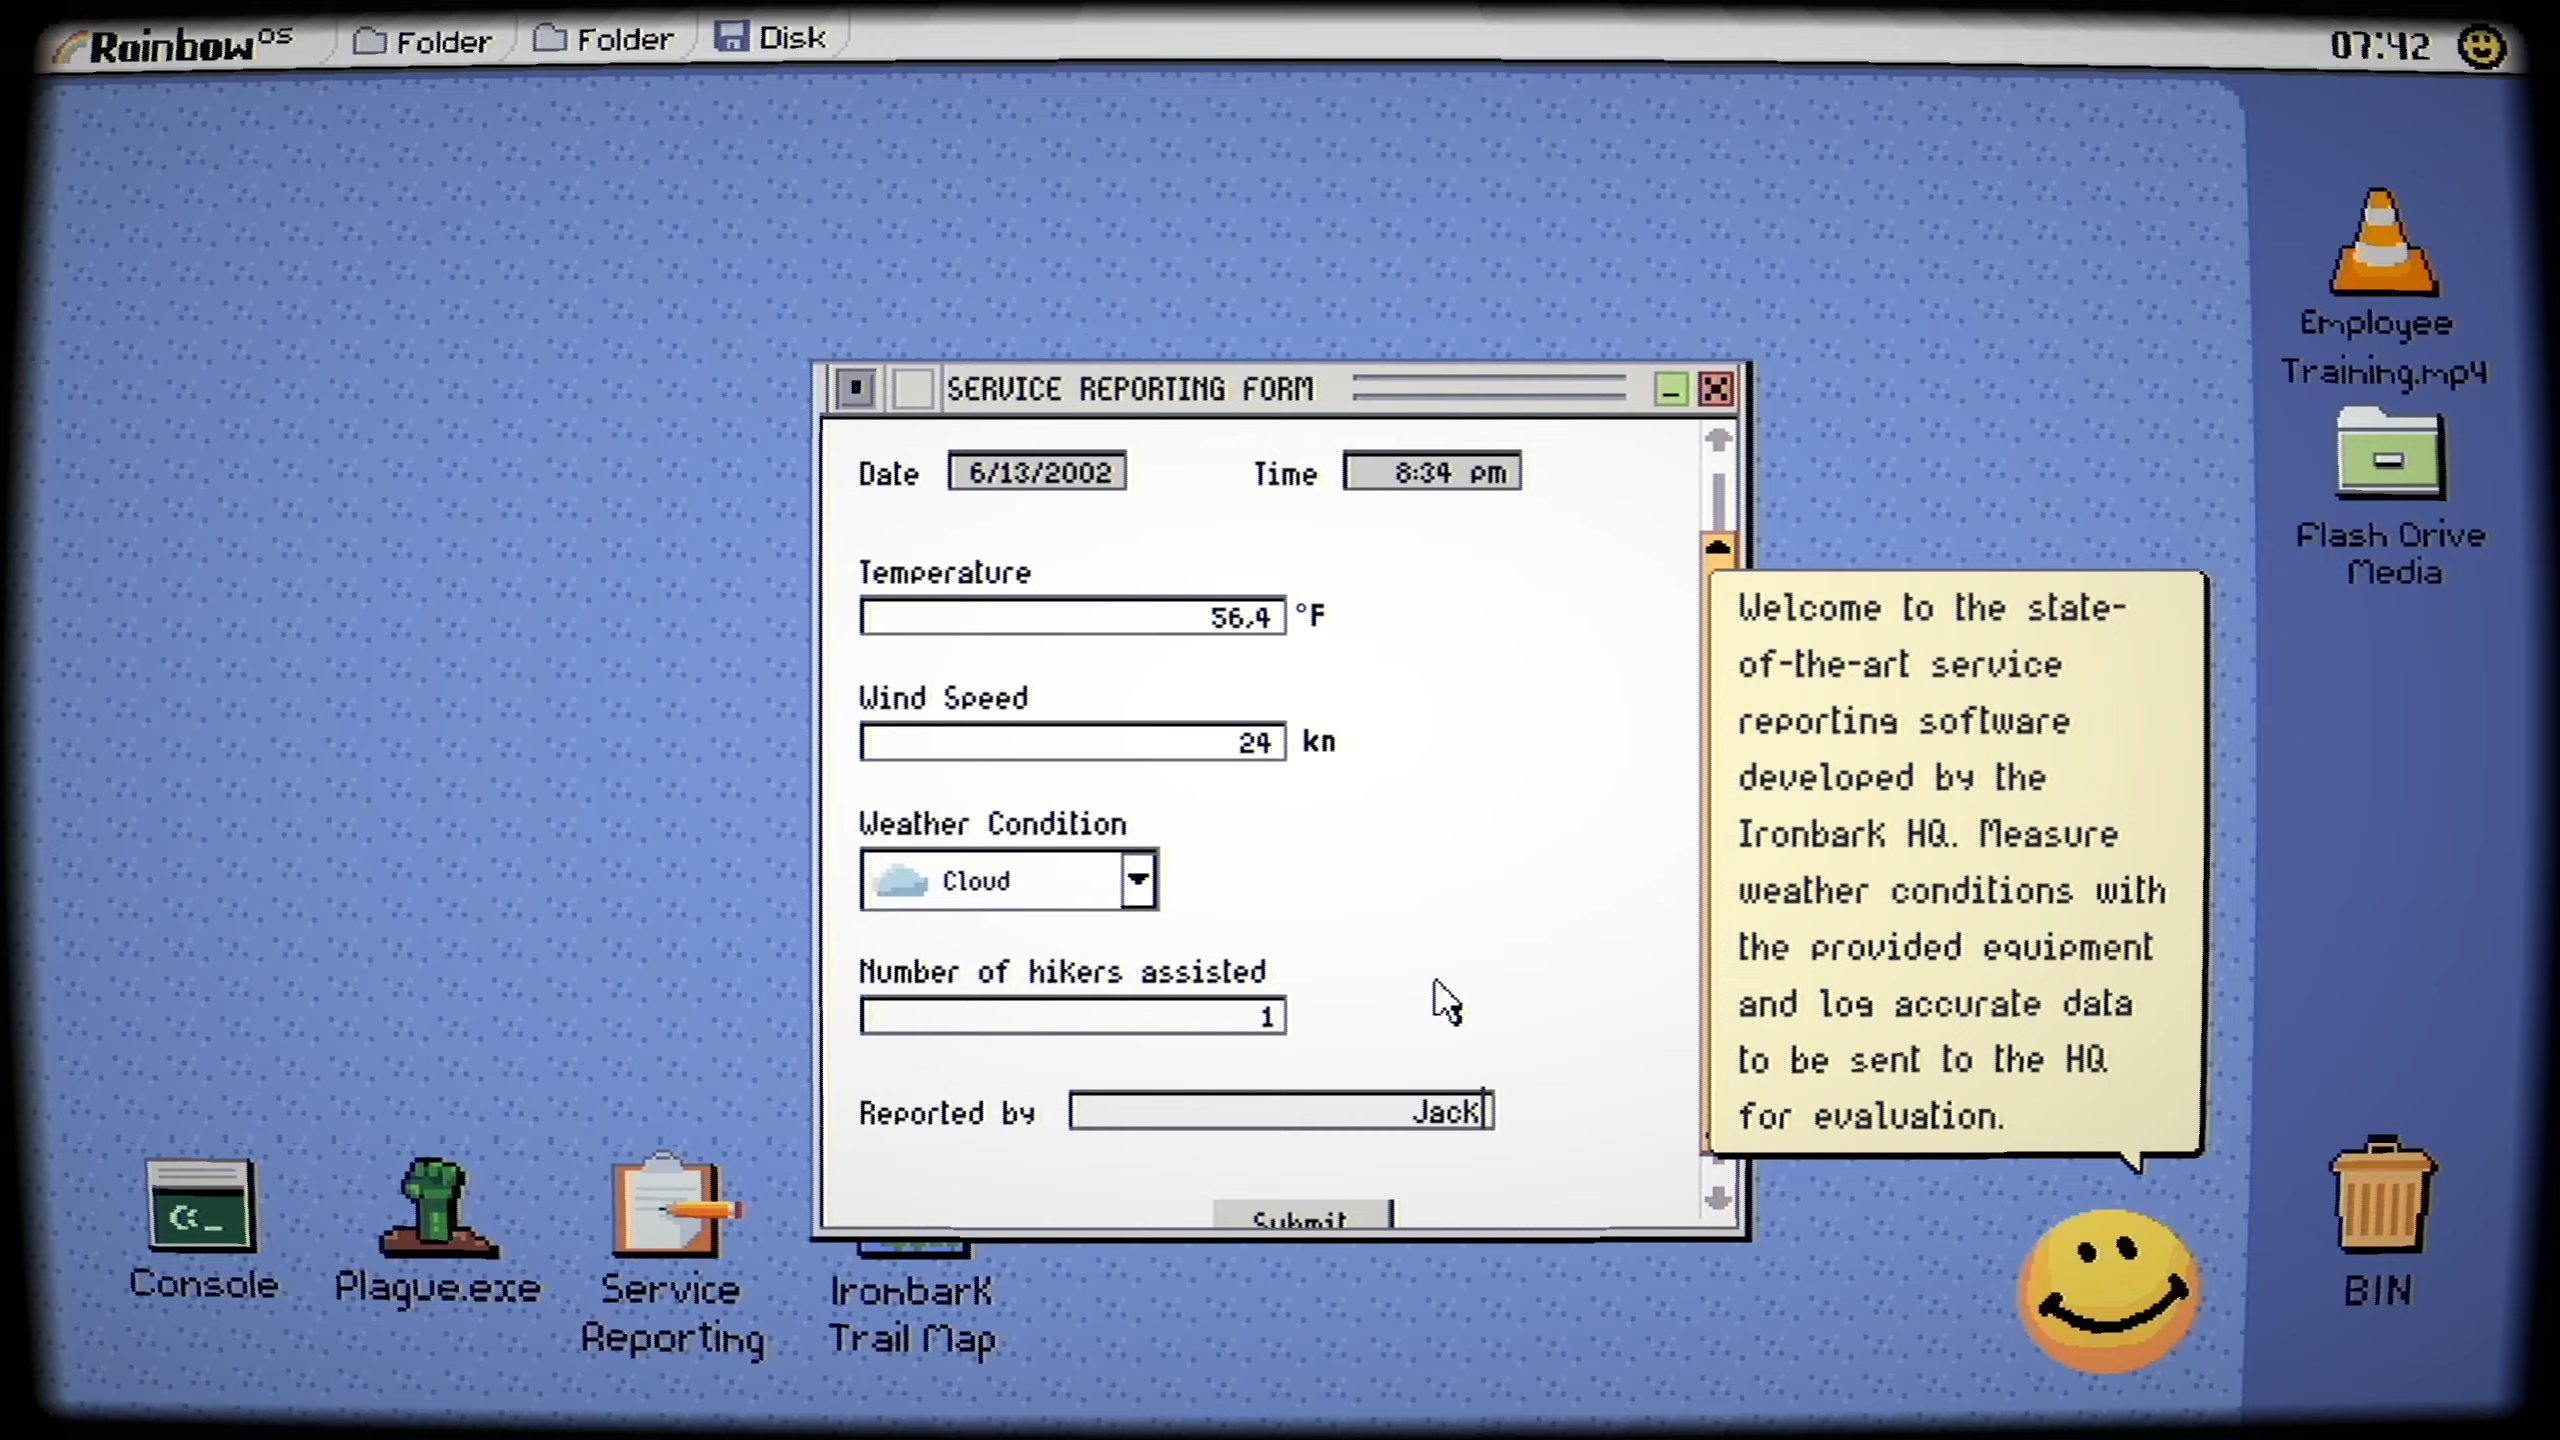 Rainbow OS
Folder
Folder
Disk
07:42
SERVICE REPORTING FORM
Date 6/13/2002 Time 8:34 pm
Temperature
56,4 °F
Wind Speed
24 kn
Weather Condition
Cloud
Number of hikers assisted
1
Reported by Jack
Submit
Welcome to the state-
of-the-art service
reporting software
developed by the
Ironbark HQ. Measure
weather conditions with
the provided equipment
and log accurate data
to be sent to the HQ
for evaluation.
Employee
Training.mp4
Flash Drive
Media
C:_
Console
Plague.exe
Service
Reporting
Ironbark
Trail Map
BIN